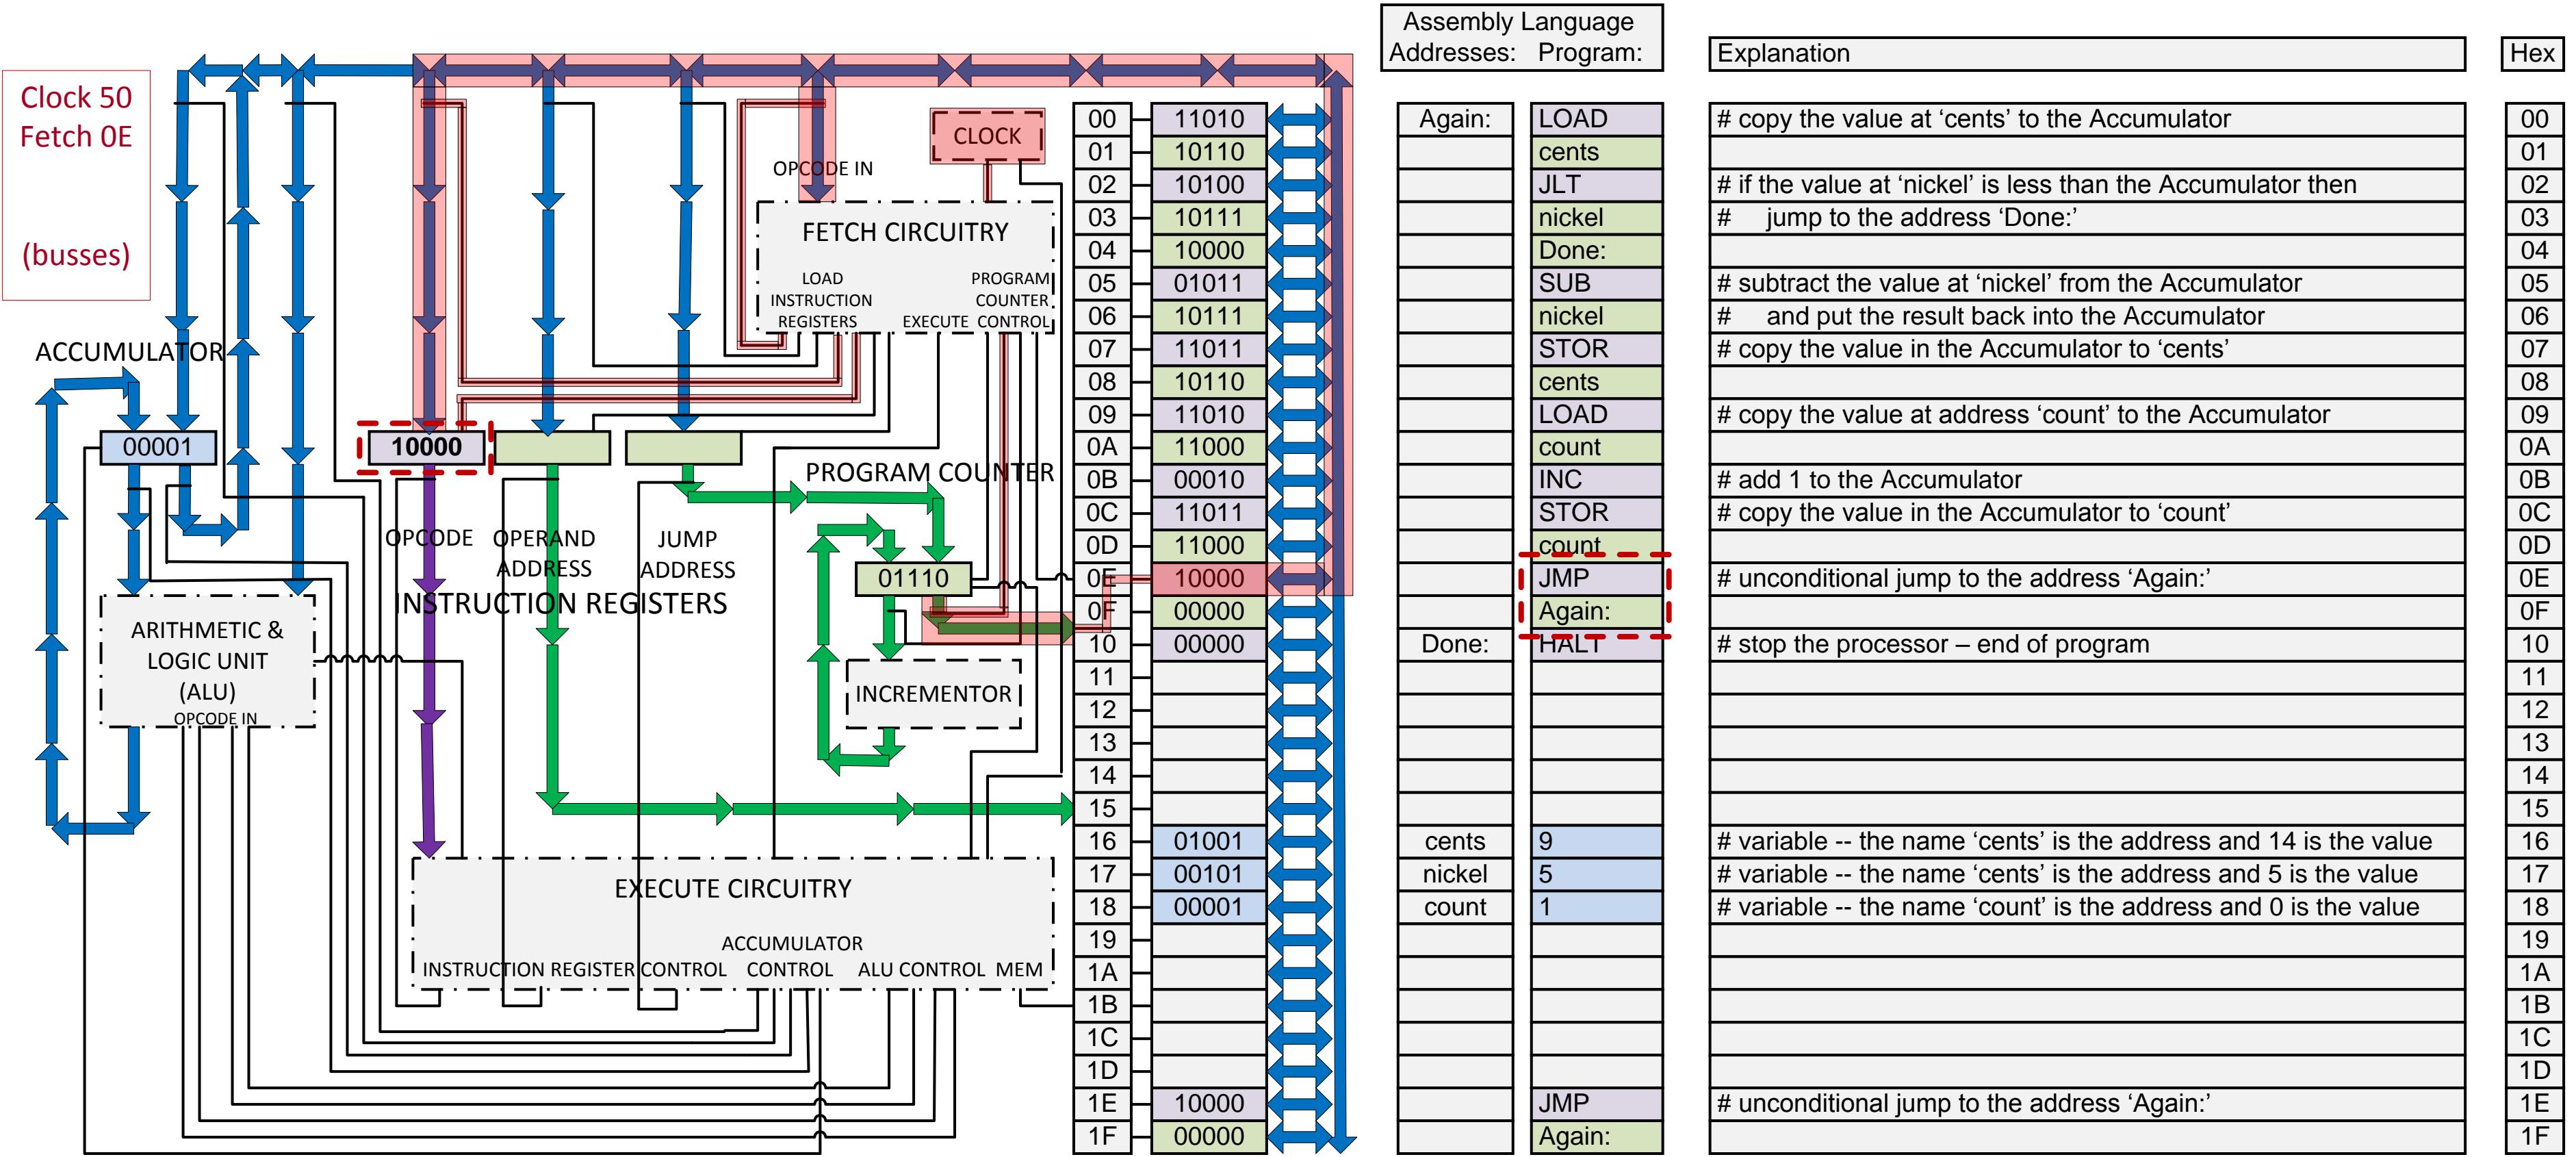 Assembly Language
Addresses: Program:
Explanation
Hex
Clock 50
Fetch 0E
(busses)
CLOCK
OPCODE IN
FETCH CIRCUITRY
LOAD
INSTRUCTION
REGISTERS
EXECUTE
PROGRAM
COUNTER
CONTROL
ACCUMULATOR
00001
10000
PROGRAM COUNTER
OPCODE
OPERAND
ADDRESS
JUMP
ADDRESS
INSTRUCTION REGISTERS
01110
INCREMENTOR
ARITHMETIC &
LOGIC UNIT
(ALU)
OPCODE IN
EXECUTE CIRCUITRY
INSTRUCTION REGISTER CONTROL
ACCUMULATOR
CONTROL
ALU CONTROL
MEM
00 11010 Again: LOAD # copy the value at ‘cents’ to the Accumulator 00
01 10110 cents 01
02 10100 JLT # if the value at ‘nickel’ is less than the Accumulator then 02
03 10111 nickel # jump to the address ‘Done:’ 03
04 10000 Done: 04
05 01011 SUB # subtract the value at ‘nickel’ from the Accumulator 05
06 10111 nickel # and put the result back into the Accumulator 06
07 11011 STOR # copy the value in the Accumulator to ‘cents’ 07
08 10110 cents 08
09 11010 LOAD # copy the value at address ‘count’ to the Accumulator 09
0A 11000 count 0A
0B 00010 INC # add 1 to the Accumulator 0B
0C 11011 STOR # copy the value in the Accumulator to ‘count’ 0C
0D 11000 count 0D
0E 10000 JMP # unconditional jump to the address ‘Again:’ 0E
0F 00000 Again: 0F
10 00000 Done: HALT # stop the processor – end of program 10
11 11
12 12
13 13
14 14
15 15
16 01001 cents 9 # variable -- the name ‘cents’ is the address and 14 is the value 16
17 00101 nickel 5 # variable -- the name ‘cents’ is the address and 5 is the value 17
18 00001 count 1 # variable -- the name ‘count’ is the address and 0 is the value 18
19 19
1A 1A
1B 1B
1C 1C
1D 1D
1E 10000 JMP # unconditional jump to the address ‘Again:’ 1E
1F 00000 Again: 1F